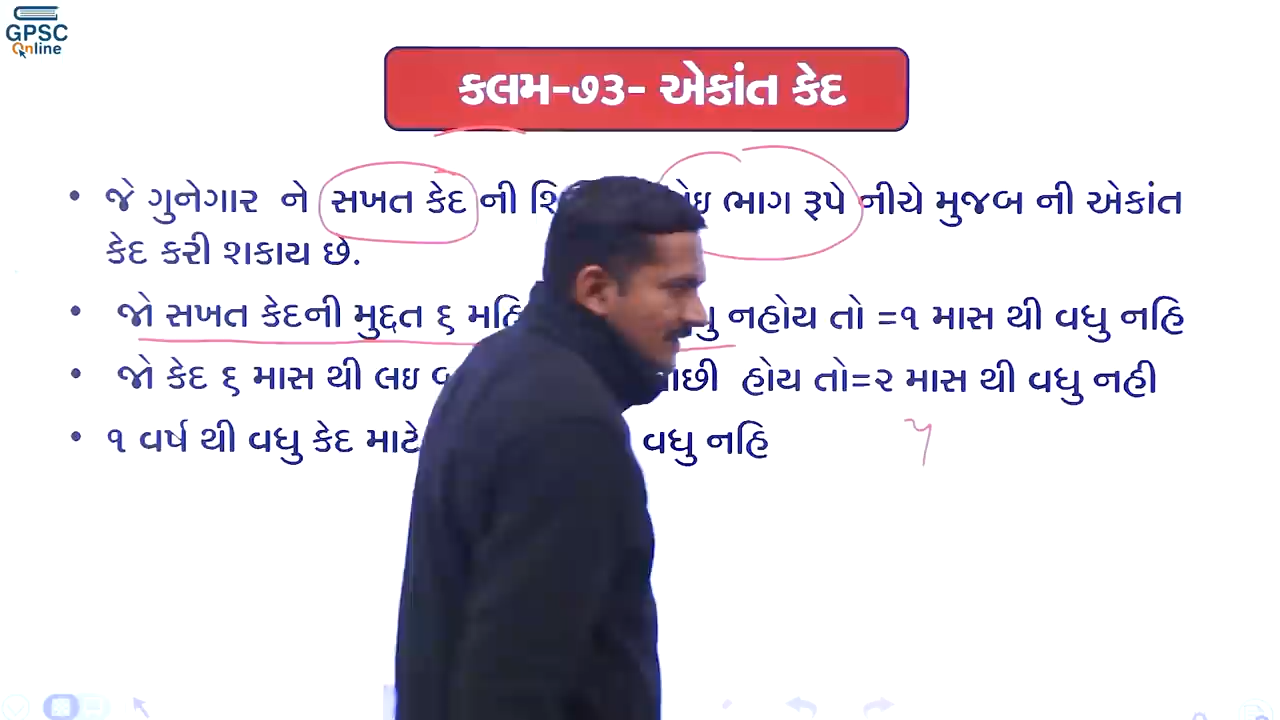 GPSC
Online
કલમ-૭૩- એકાંત કેદ
• જે ગુનેગાર ને સખત કેદ ની ભાગ રૂપે નીચે મુજબ ની એકાંત
કેદ કરી શકાય છે.
• જો સખત કેદની મુદ્દત ૬ નહોય તો =૧ માસ થી વધુ નહિ
• જો કેદ ૬ માસ થી લઇ હોય તો=૨ માસ થી વધુ નહી
• ૧ વર્ષ થી વધુ કેદ માટે વધુ નહિ